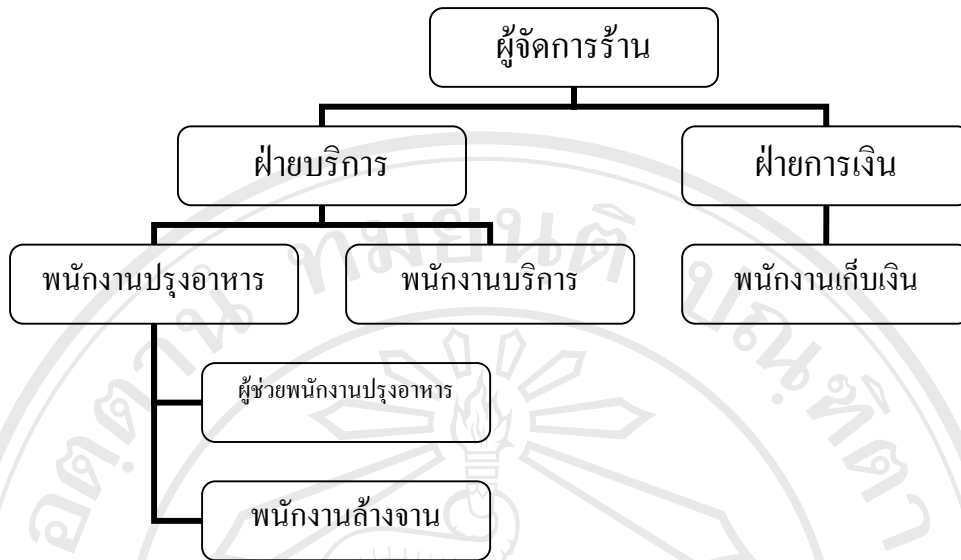 ผู้จัดการร้าน
ฝ่ายบริการ
ฝ่ายการเงิน
พนักงานปรุงอาหาร
พนักงานบริการ
พนักงานเก็บเงิน
ผู้ช่วยพนักงานปรุงอาหาร
พนักงานล้างจาน